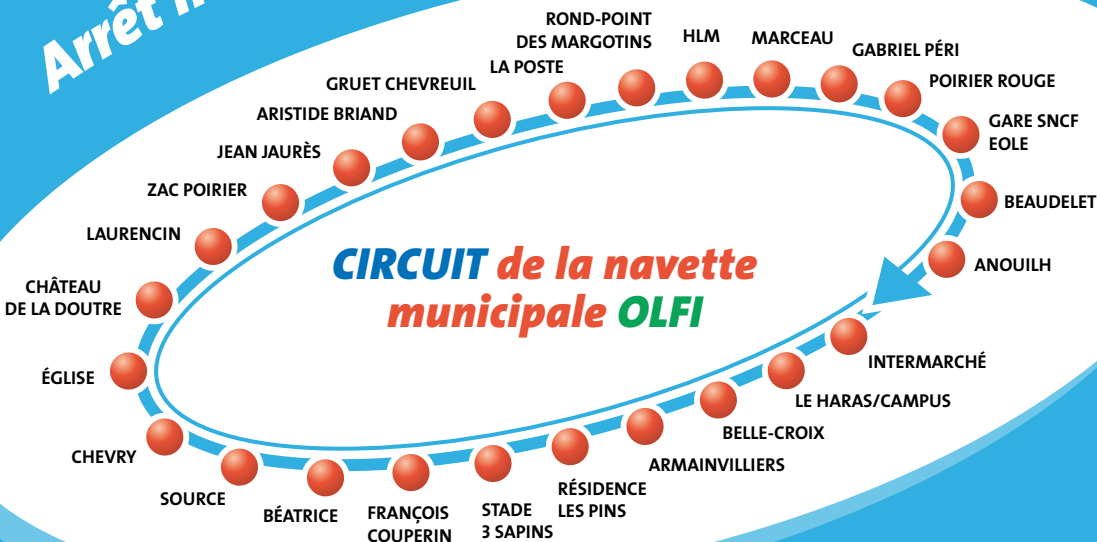 Arrêt
ROND-POINT
DES MARGOTINS
HLM
MARCEAU
GABRIEL PÉRI
LA POSTE
POIRIER ROUGE
GRUET CHEVREUIL
ARISTIDE BRIAND
GARE SNCF
EOLE
JEAN JAURÈS
ZAC POIRIER
BEAUDELET
LAURENCIN
ANOUILH
CHÂTEAU
DE LA DOUTRE
CIRCUIT de la navette
municipale OLFI
INTERMARCHÉ
ÉGLISE
LE HARAS/CAMPUS
BELLE-CROIX
CHEVRY
ARMAINVILLIERS
SOURCE
RÉSIDENCE
LES PINS
BÉATRICE
FRANÇOIS
COUPERIN
STADE
3 SAPINS